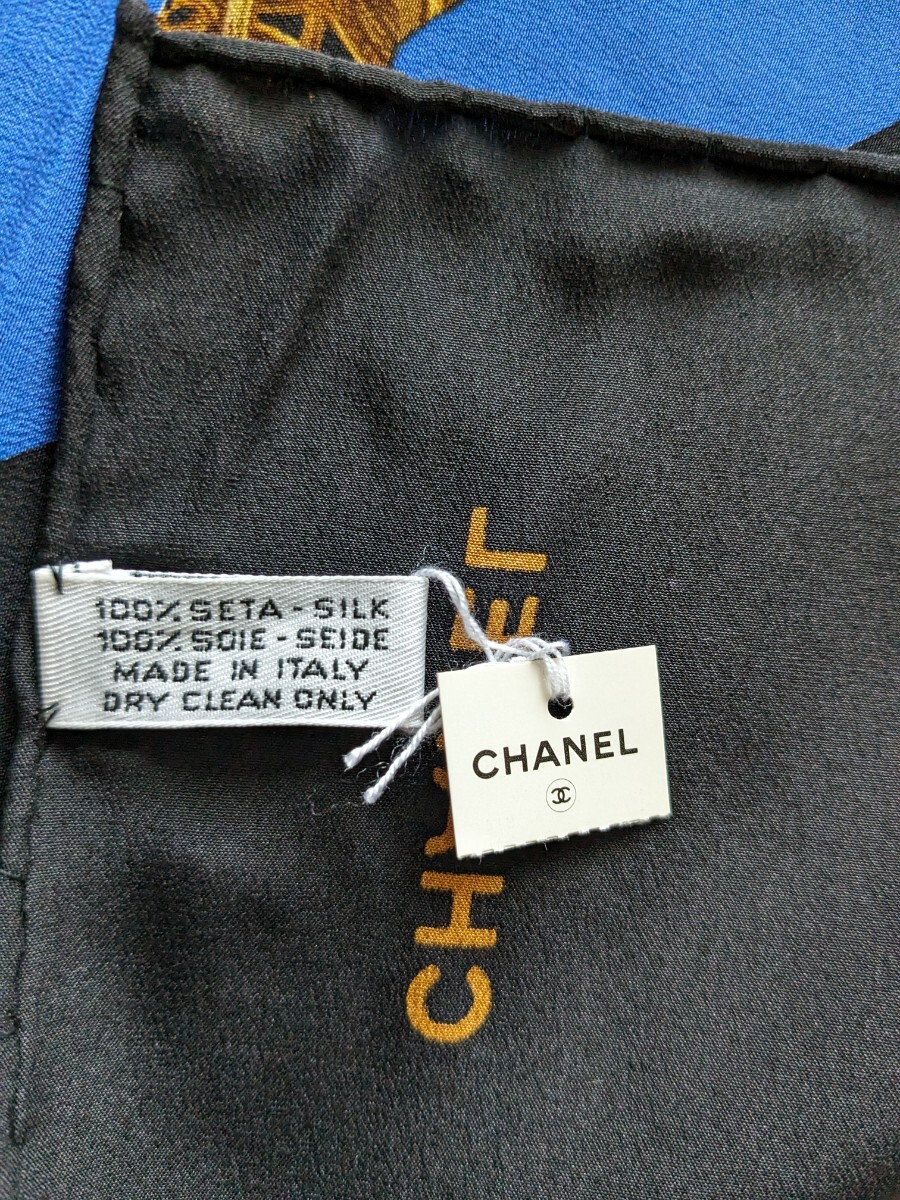 100% SETA - SILK
100% SOIE - SEIDE
MADE IN ITALY
DRY CLEAN ONLY
CHANEL
CHANEL